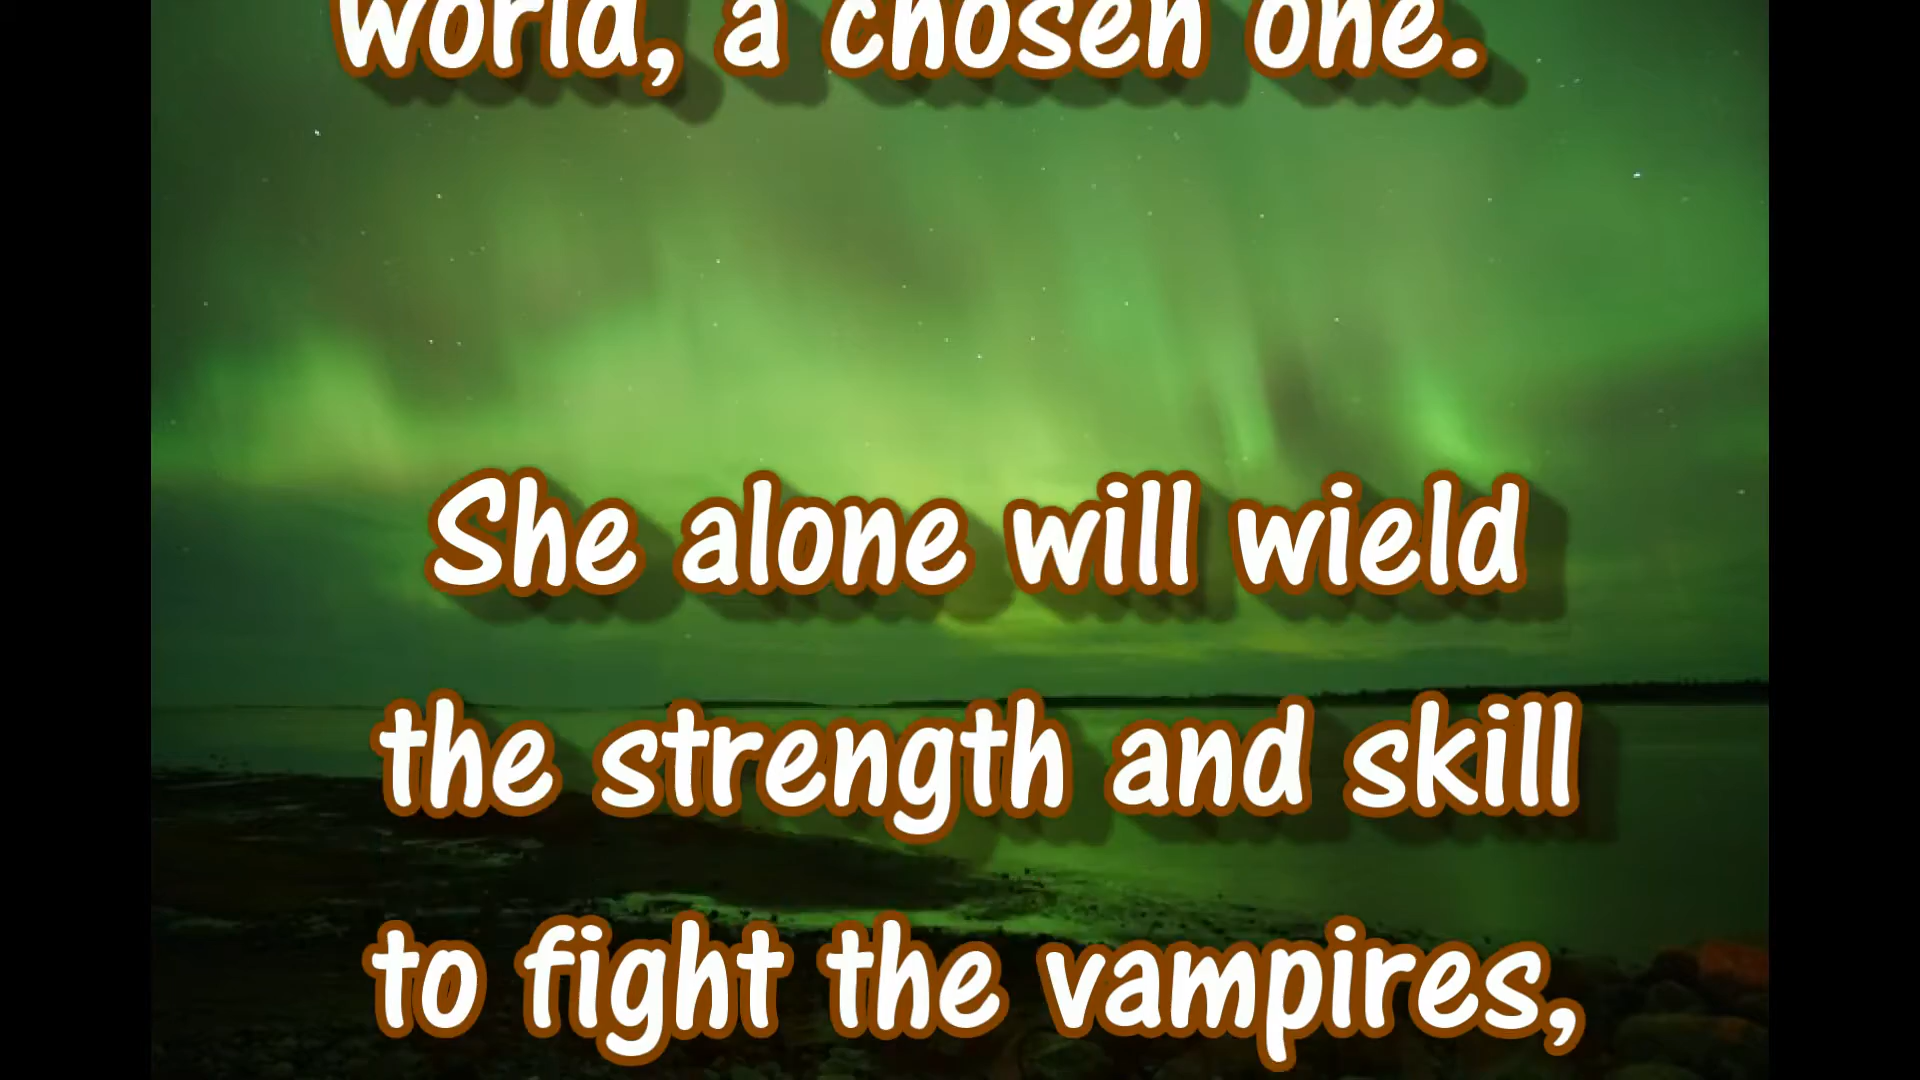 world, a chosen one.
She alone will wield
the strength and skill
to fight the vampires,